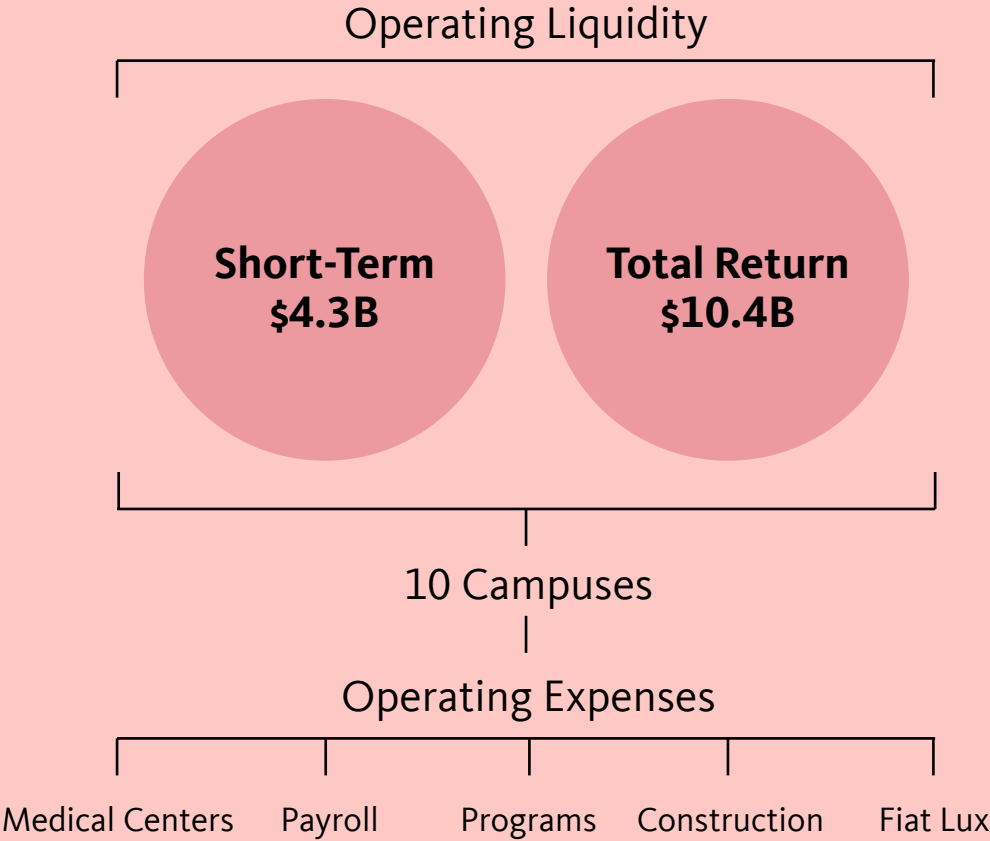 Operating Liquidity
Short-Term
$4.3B
Total Return
$10.4B
10 Campuses
Operating Expenses
Medical Centers
Payroll
Programs
Construction
Fiat Lux